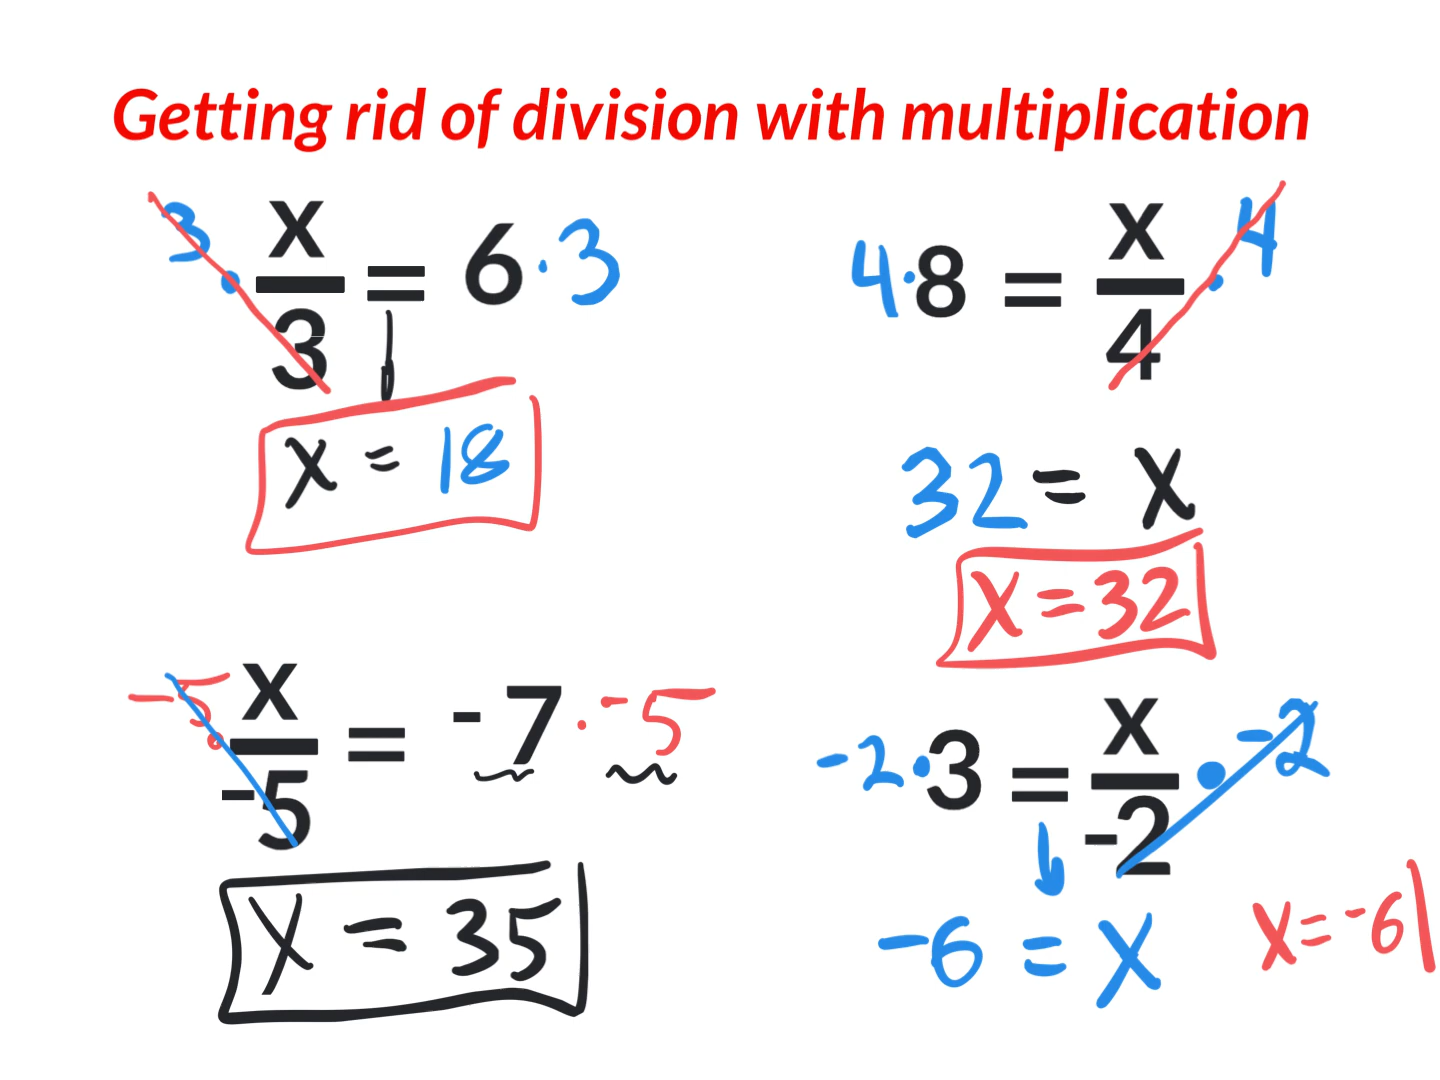 Getting rid of division with multiplication
3 · x/3 = 6 · 3
x = 18
4 · 8 = x/4 · 4
32 = x
x = 32
-5 · x/-5 = -7 · -5
x = 35
-2 · 3 = x/-2 · -2
-6 = x
x = -6